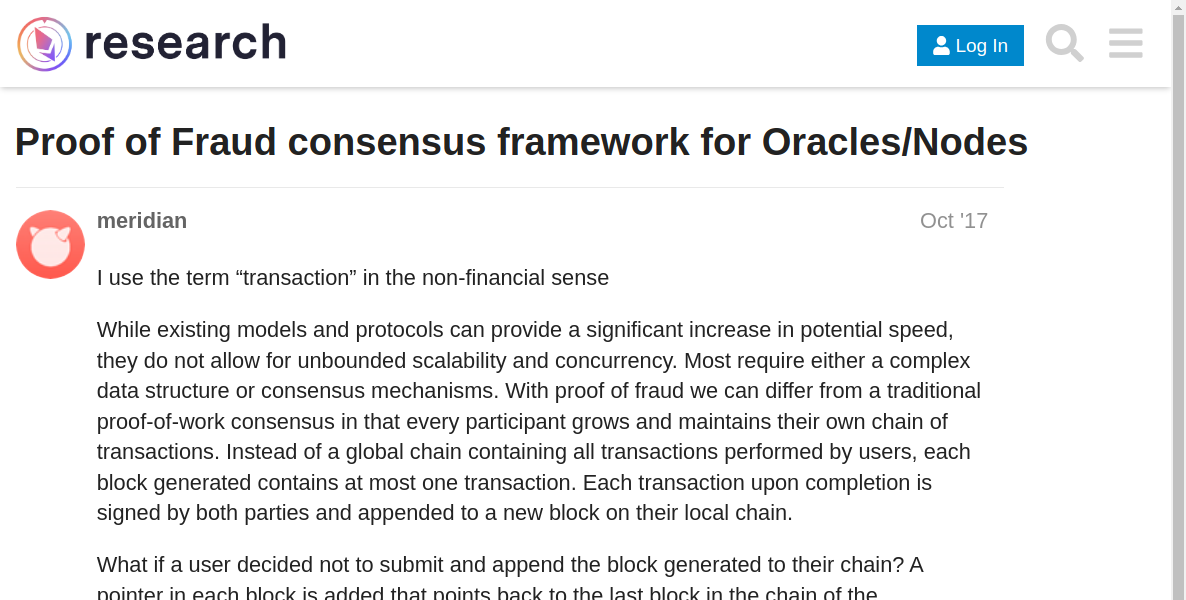 research
Log In
Proof of Fraud consensus framework for Oracles/Nodes
meridian
Oct '17
I use the term “transaction” in the non-financial sense
While existing models and protocols can provide a significant increase in potential speed,
they do not allow for unbounded scalability and concurrency. Most require either a complex
data structure or consensus mechanisms. With proof of fraud we can differ from a traditional
proof-of-work consensus in that every participant grows and maintains their own chain of
transactions. Instead of a global chain containing all transactions performed by users, each
block generated contains at most one transaction. Each transaction upon completion is
signed by both parties and appended to a new block on their local chain.
What if a user decided not to submit and append the block generated to their chain? A
pointer in each block is added that points back to the last block in the chain of the